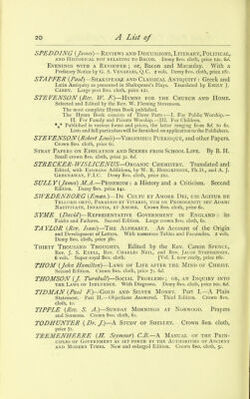 20 A List of
SPEDDING (James)—REVIEWS AND DISCUSSIONS, LITERARY, POLITICAL,
AND HISTORICAL NOT RELATING TO BACON. Demy 8vo, cloth, price 12s. 6d.
EVENINGS WITH A REVIEWER; or, Bacon and Macaulay. With a
Prefatory Notice by G. S. VENABLES, Q.C. 2 vols. Demy 8vo, cloth, price 18s.
STAPFER (Paul)—SHAKSPEARE AND CLASSICAL ANTIQUITY: Greek and
Latin Antiquity as presented in Shakspeare's Plays. Translated by EMILY J.
CAREY. Large post 8vo, cloth, price 12s.
STEVENSON (Rev. W. F.)—HYMNS FOR THE CHURCH AND HOME.
Selected and Edited by the Rev. W. Fleming Stevenson.
The most complete Hymn Book published.
The Hymn Book consists of Three Parts:—I. For Public Worship.—
II. For Family and Private Worship.—III. For Children.
Published in various forms and prices, the latter ranging from 8d. to 6s.
Lists and full particulars will be furnished on application to the Publishers.
STEVENSON (Robert Louis)—VIRGINIBUS PUERISQUE, and other Papers.
Crown 8vo, cloth, price 6s.
STRAY PAPERS ON EDUCATION AND SCENES FROM SCHOOL LIFE. By B. H.
Small crown 8vo, cloth, price 3s. 6d.
STRECKER-WISLICENUS—ORGANIC CHEMISTRY. Translated and
Edited, with Extensive Additions, by W. R. HODGKINSON, Ph.D., and A. J.
GREENAWAY, F.I.C. Demy 8vo, cloth, price 21s.
SULLY (James) M.A.—PESSIMISM: a History and a Criticism. Second
Edition. Demy 8vo, price 14s.
SWEDENBORG (Eman.)—DE CULTU ET AMORE DEI, UBI AGITUR DE
TELLURIS ORTU, PARADISO ET VIVARIO, TUM DE PRIMOGENITI SEU ADAMI
NATIVITATE, INFANTIA, ET AMORE. Crown 8vo, cloth, price 6s.
SYME (David)—REPRESENTATIVE GOVERNMENT IN ENGLAND: its
Faults and Failures. Second Edition. Large crown 8vo, cloth, price 6s.
TAYLOR (Rev. Isaac)—THE ALPHABET. An Account of the Origin
and Development of Letters. With numerous Tables and Facsimiles. 2 vols.
Demy 8vo, cloth, price 36s.
THIRTY THOUSAND THOUGHTS. Edited by the Rev. CANON SPENCE,
Rev. J. S. EXELL, Rev. CHARLES NEIL, and Rev. JACOB STEPHENSON.
6 vols. Super royal 8vo, cloth. [Vol. I. now ready, price 16s.
THOM (John Hamilton)—LAWS OF LIFE AFTER THE MIND OF CHRIST.
Second Edition. Crown 8vo, cloth, price 7s. 6d.
THOMSON (J. Turnbull)—SOCIAL PROBLEMS; OR, AN INQUIRY INTO
THE LAWS OF INFLUENCE. With Diagrams. Demy 8vo, cloth, price 10s. 6d.
TIDMAN (Paul F.)—GOLD AND SILVER MONEY. Part I.—A Plain
Statement. Part II.—Objections Answered. Third Edition. Crown 8vo,
cloth, 1s.
TIPPLE (Rev. S. A.)—SUNDAY MORNINGS AT NORWOOD. Prayers
and Sermons. Crown 8vo, cloth, 6s.
TODHUNTER (Dr. J.)—A STUDY OF SHELLEY. Crown 8vo, cloth,
price 7s.
TREMENHEERE (H. Seymour) C.B.—A MANUAL OF THE PRINCI-
PLES OF GOVERNMENT AS SET FORTH BY THE AUTHORITIES OF ANCIENT
AND MODERN TIMES. New and enlarged Edition. Crown 8vo, cloth, 5s.